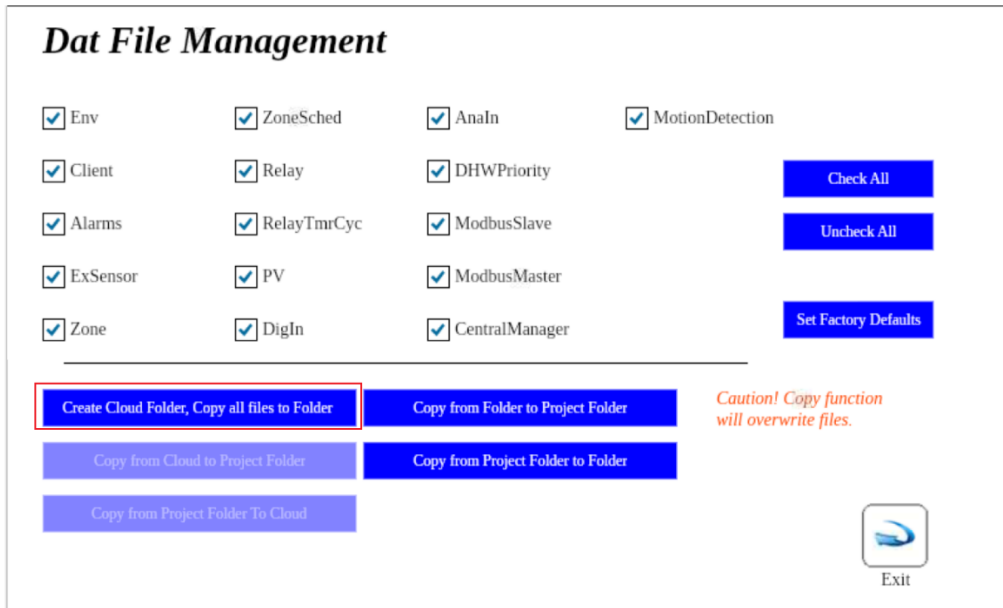 Dat File Management
Env
ZoneSched
AnaIn
MotionDetection
Client
Relay
DHWPriority
Check All
Alarms
RelayTmrCyc
ModbusSlave
Uncheck All
ExSensor
PV
ModbusMaster
Zone
DigIn
CentralManager
Set Factory Defaults
Create Cloud Folder, Copy all files to Folder
Copy from Folder to Project Folder
Caution! Copy function
will overwrite files.
Copy from Cloud to Project Folder
Copy from Project Folder to Folder
Copy from Project Folder To Cloud
Exit